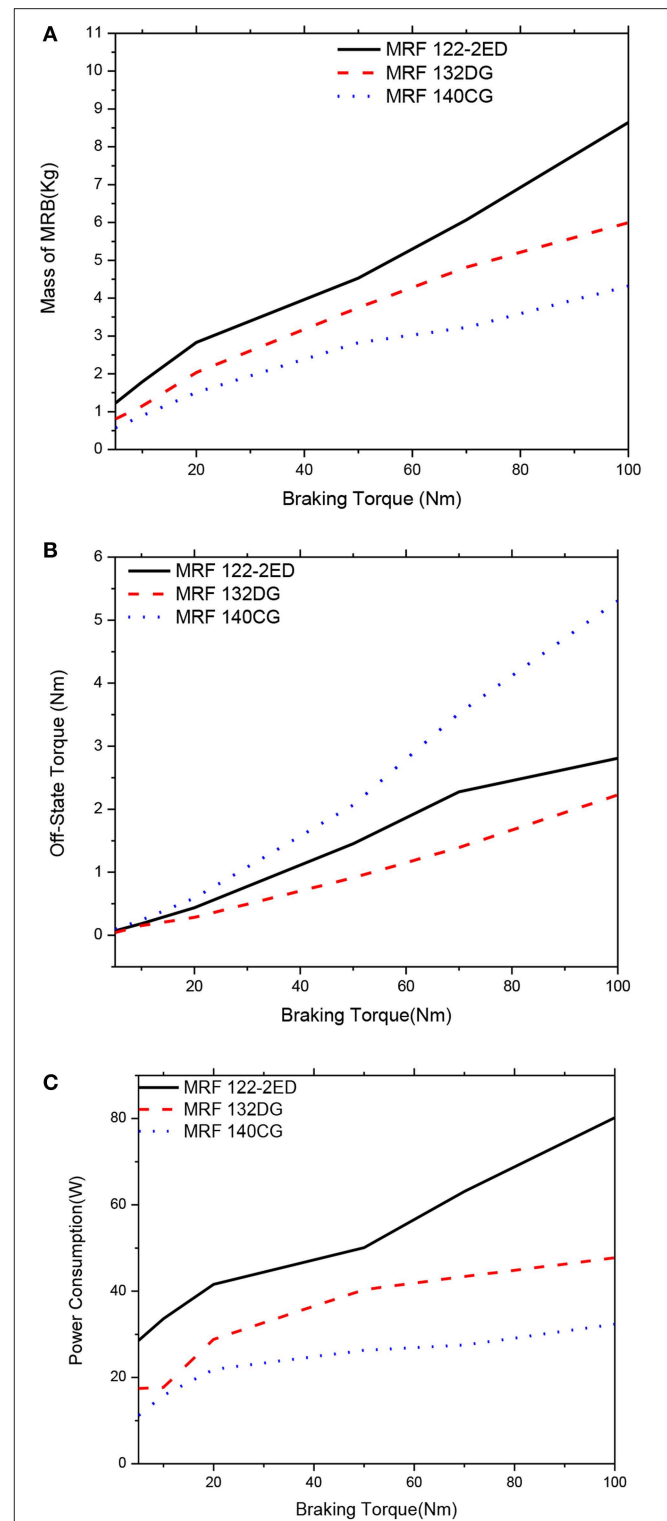 A
11
10
9
8
7
6
5
4
3
2
1
0
Mass of MRB(Kg)
MRF 122-2ED
MRF 132DG
MRF 140CG
20 40 60 80 100
Braking Torque (Nm)
B
6
5
4
3
2
1
0
Off-State Torque (Nm)
MRF 122-2ED
MRF 132DG
MRF 140CG
20 40 60 80 100
Braking Torque(Nm)
C
80
60
40
20
0
Power Consumption(W)
MRF 122-2ED
MRF 132DG
MRF 140CG
20 40 60 80 100
Braking Torque(Nm)